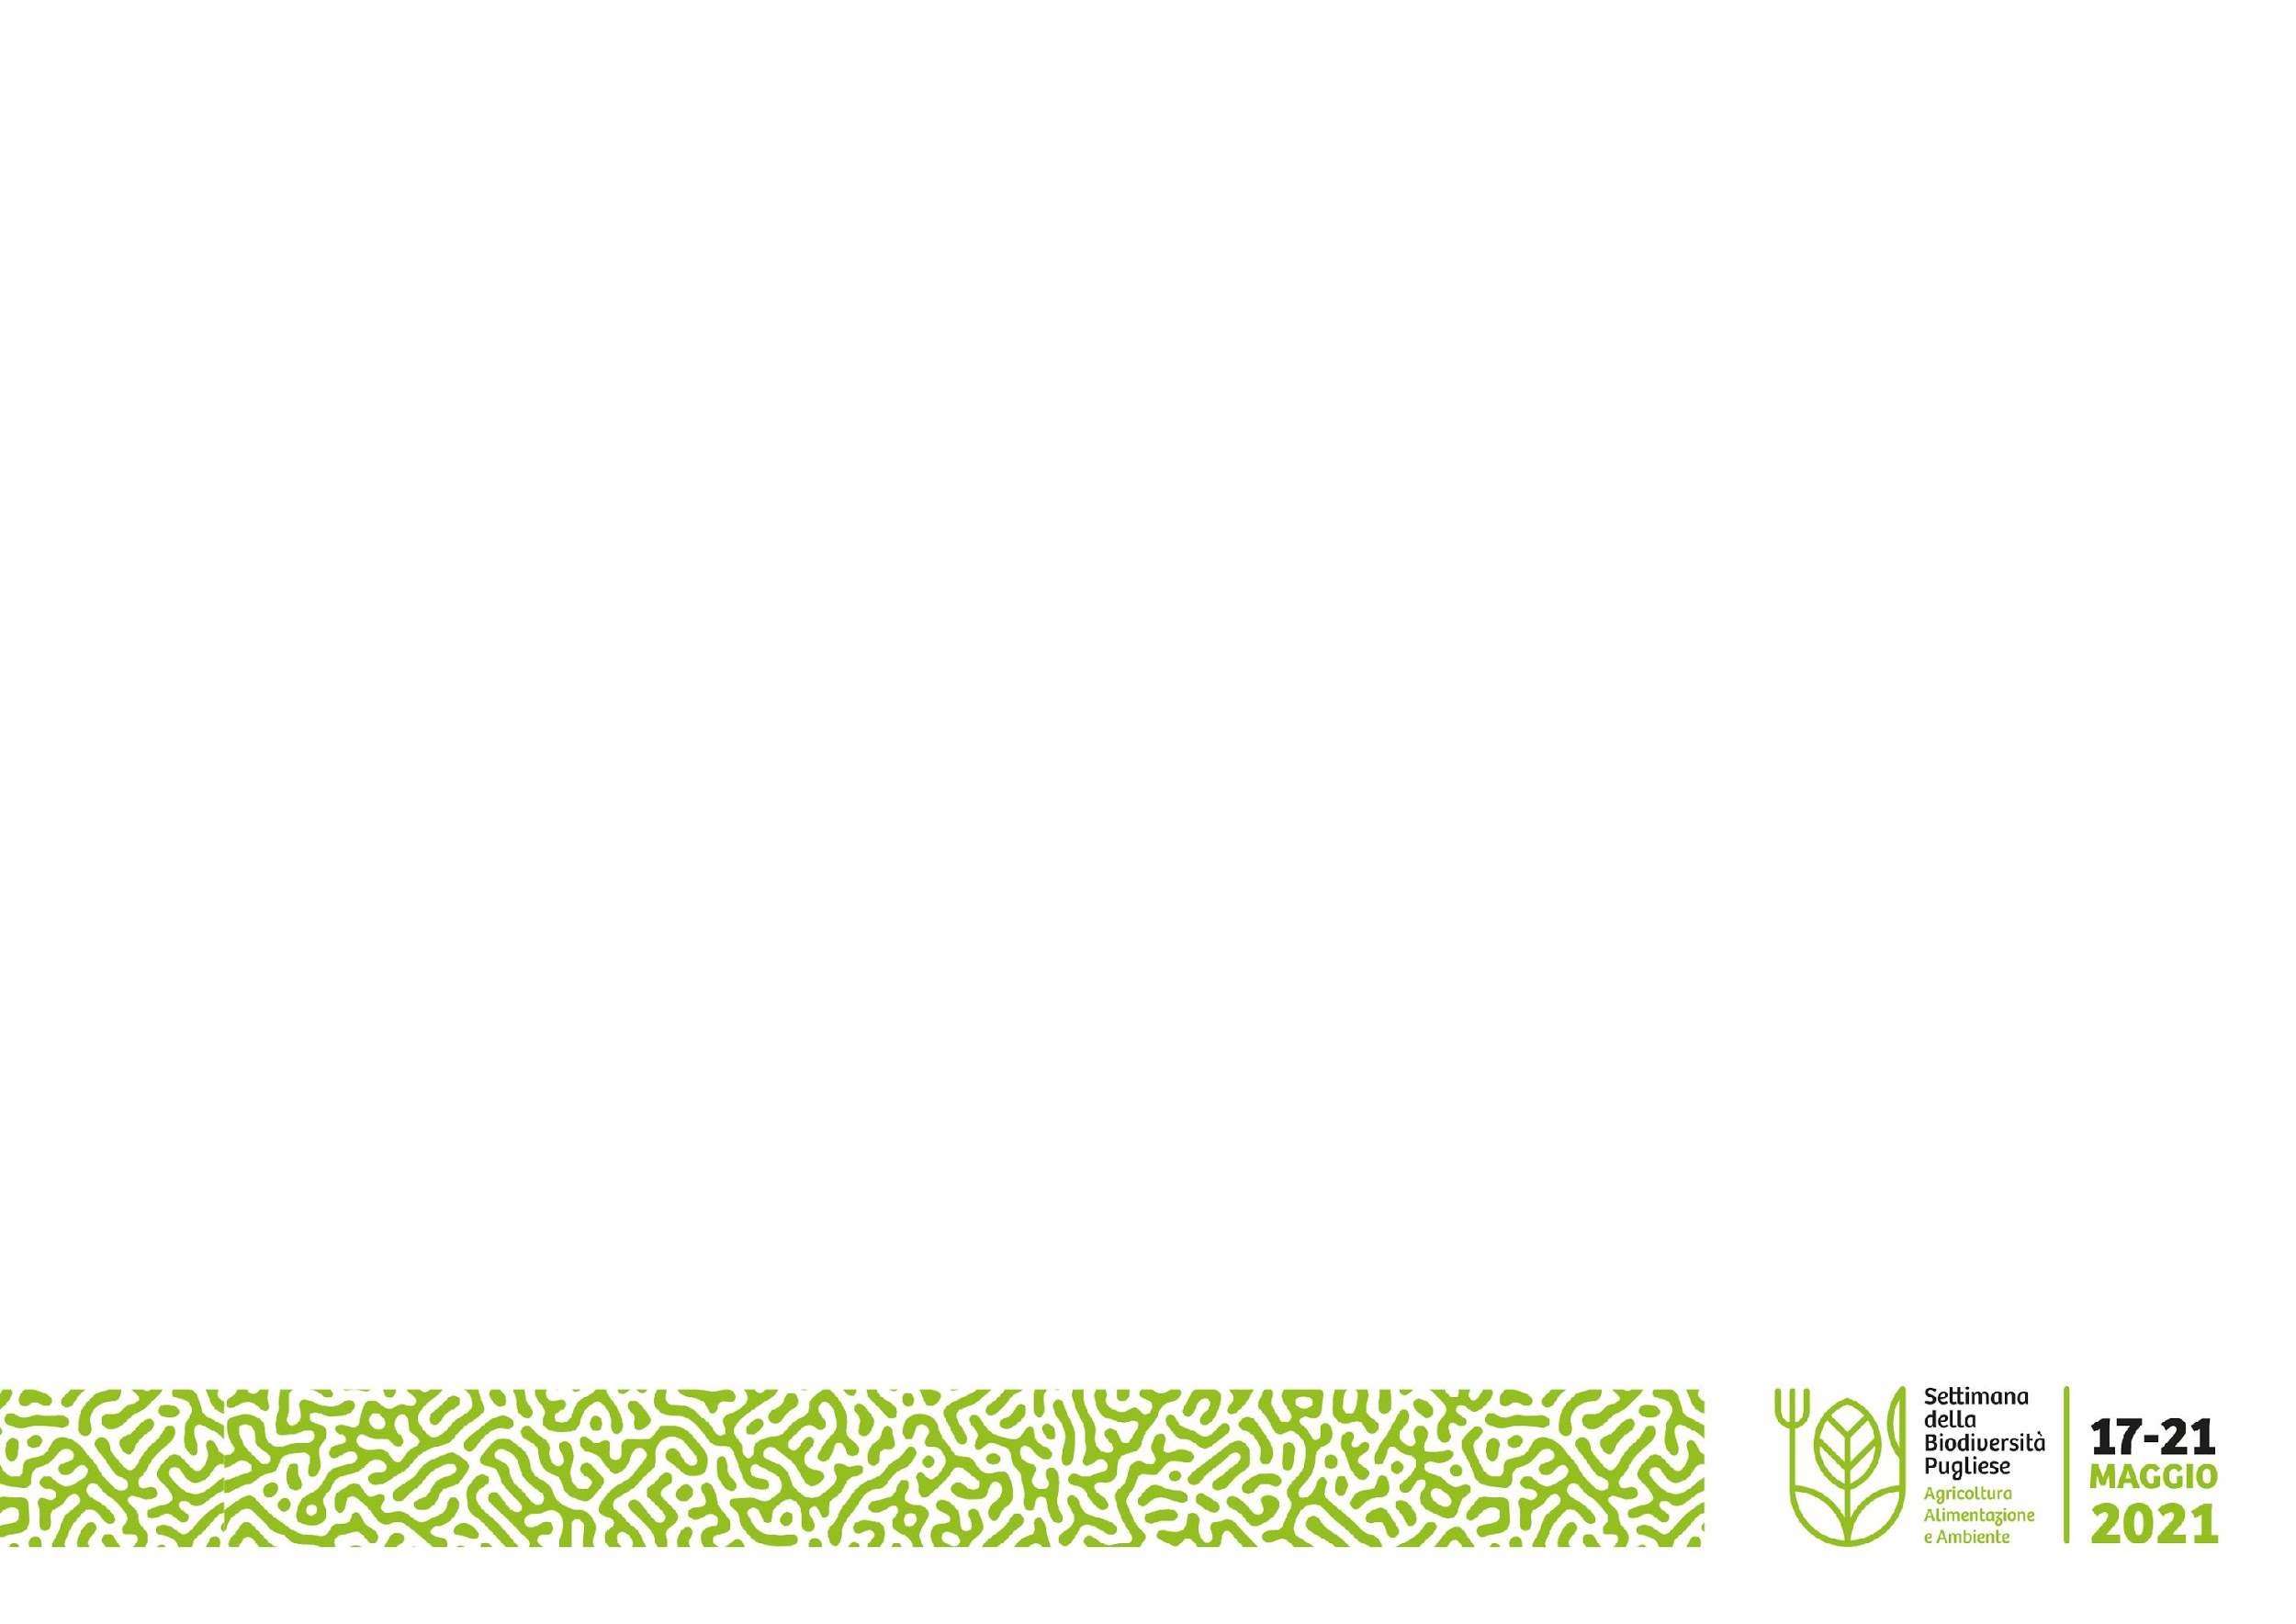 Settimana
della
Biodiversità
Pugliese
Agricoltura
Alimentazione
e Ambiente
17-21
MAGGIO
2021